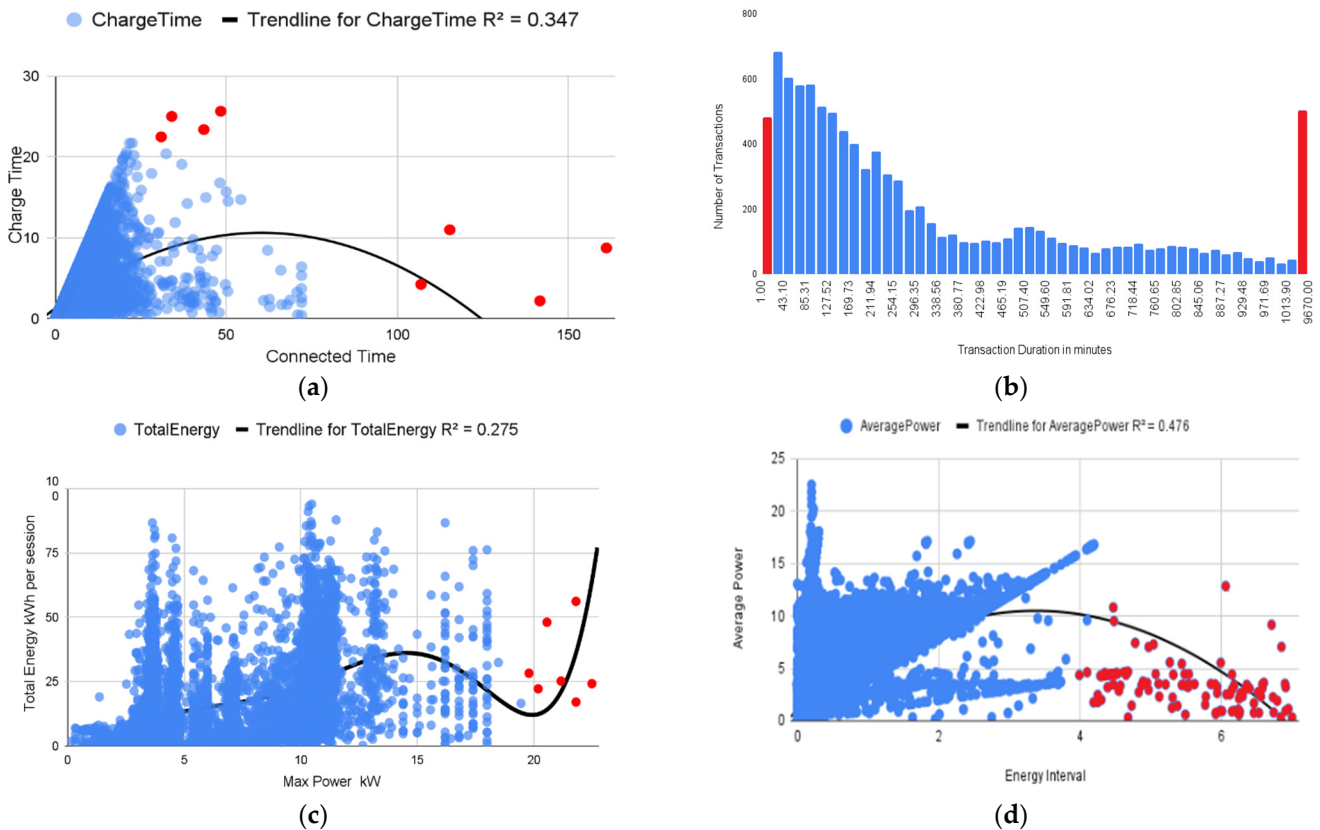 ChargeTime Trendline for ChargeTime R² = 0.347
30
20
10
0
Charge Time
0 50 100 150
Connected Time
(a)
800
600
400
200
0
Number of Transactions
1.00 43.10 85.31 127.52 169.73 211.94 254.15 296.35 338.56 380.77 422.98 465.19 507.40 549.60 591.81 634.02 676.23 718.44 760.65 802.85 845.06 887.27 929.48 971.69 1013.90 9670.00
Transaction Duration in minutes
(b)
TotalEnergy Trendline for TotalEnergy R² = 0.275
10
0
75
50
25
0
Total Energy kWh per session
0 5 10 15 20
Max Power kW
(c)
AveragePower Trendline for AveragePower R² = 0.476
25
20
15
10
5
0
Average Power
0 2 4 6
Energy Interval
(d)